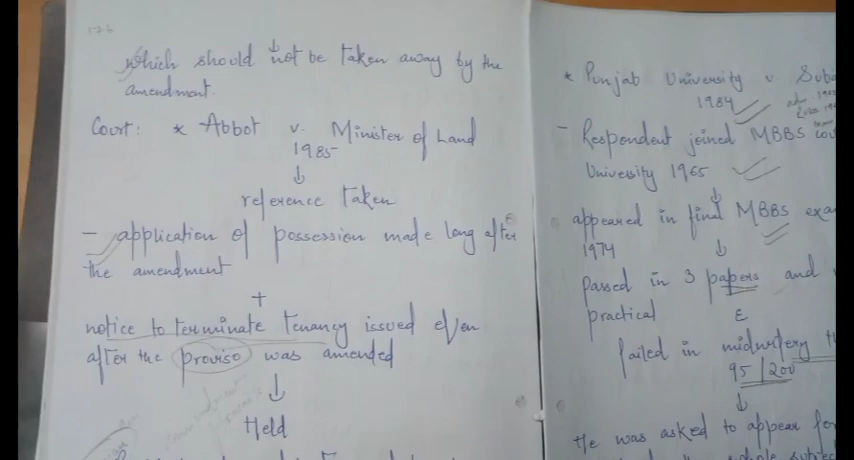 which should not be taken away by the
amendment.
Court: * Abbot v. Minister of Land
1985
↓
reference taken
- application of possession made long after
the amendment
+
notice to terminate tenancy issued even
after the proviso was amended
↓
Held
* Punjab University v.
1984
- Respondent joined MBBS
University 1965
↓
appeared in final MBBS
1974
↓
passed in 3 papers and
practical
&
failed in midwifery
95/200
↓
He was asked to appear for